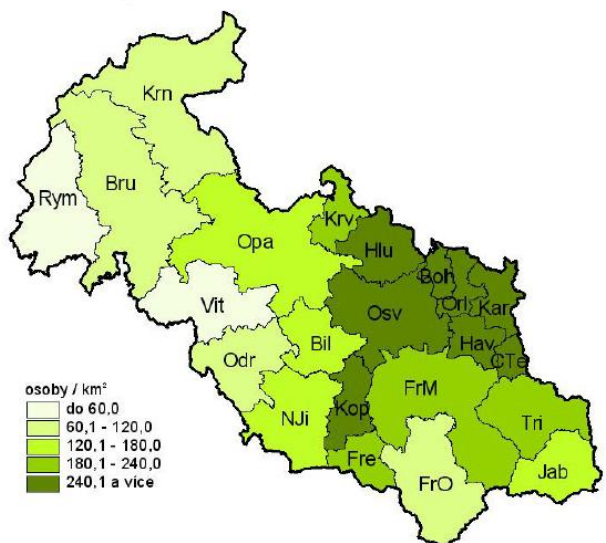 Krn
Bru
Rym
Krv
Opa
Hlu
Boh
Orl
Kar
Vit
Osv
Hav
CTe
Bil
Odr
FrM
Kop
NJi
Tri
Fre
Jab
FrO
osoby / km²
do 60,0
60,1 - 120,0
120,1 - 180,0
180,1 - 240,0
240,1 a více